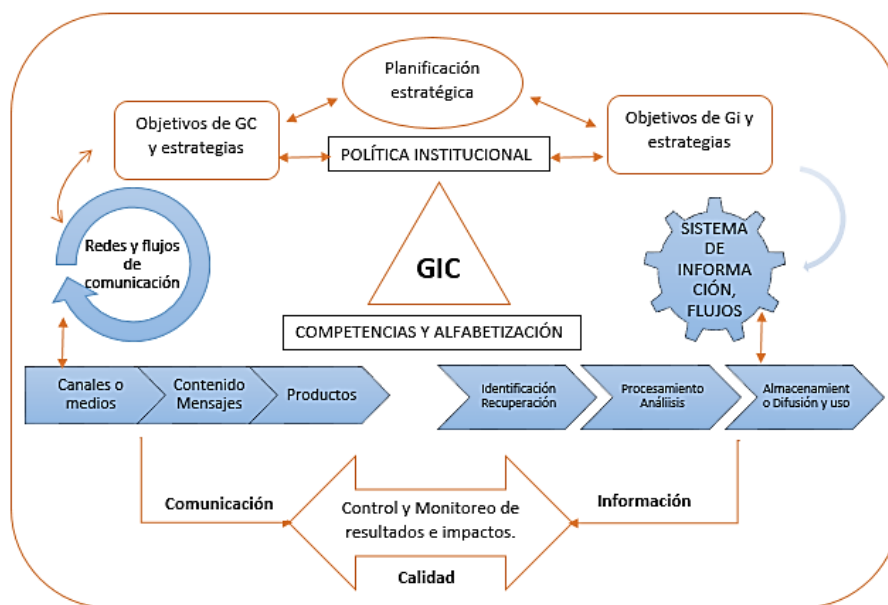 Planificación
estratégica
Objetivos de GC
y estrategias
Objetivos de Gi y
estrategias
POLÍTICA INSTITUCIONAL
Redes y flujos
de
comunicación
GIC
SISTEMA
DE
INFORMA
CIÓN,
FLUJOS
COMPETENCIAS Y ALFABETIZACIÓN
Canales o
medios
Contenido
Mensajes
Productos
Identificación
Recuperación
Procesamiento
Análiisis
Almacenamient
o Difusión y uso
Comunicación
Control y Monitoreo de
resultados e impactos.
Información
Calidad